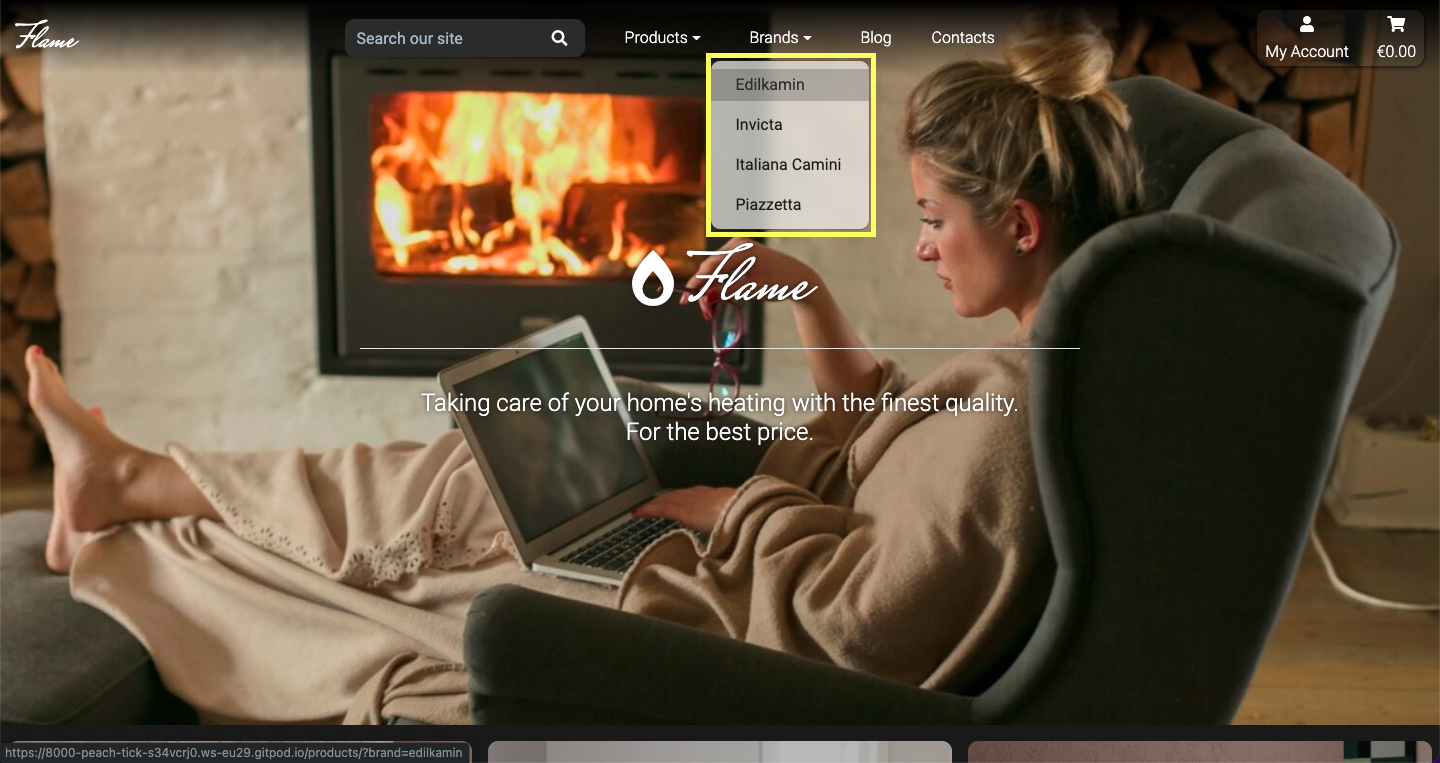 Flame
Search our site
Products
Brands
Blog
Contacts
My Account
€0.00
Edilkamin
Invicta
Italiana Camini
Piazzetta
Flame
Taking care of your home's heating with the finest quality.
For the best price.
https://8000-peach-tick-s34vcrj0.ws-eu29.gitpod.io/products/?brand=edilkamin